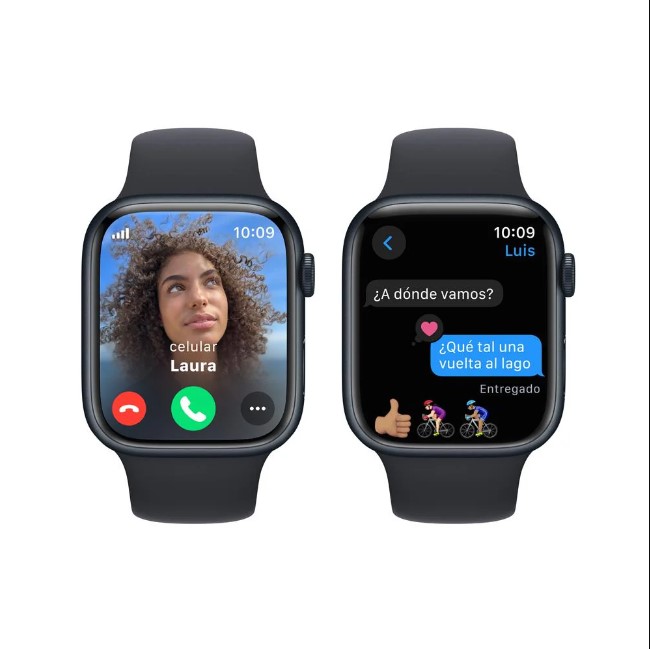 10:09
celular
Laura
10:09
Luis
¿A dónde vamos?
¿Qué tal una
vuelta al lago
Entregado